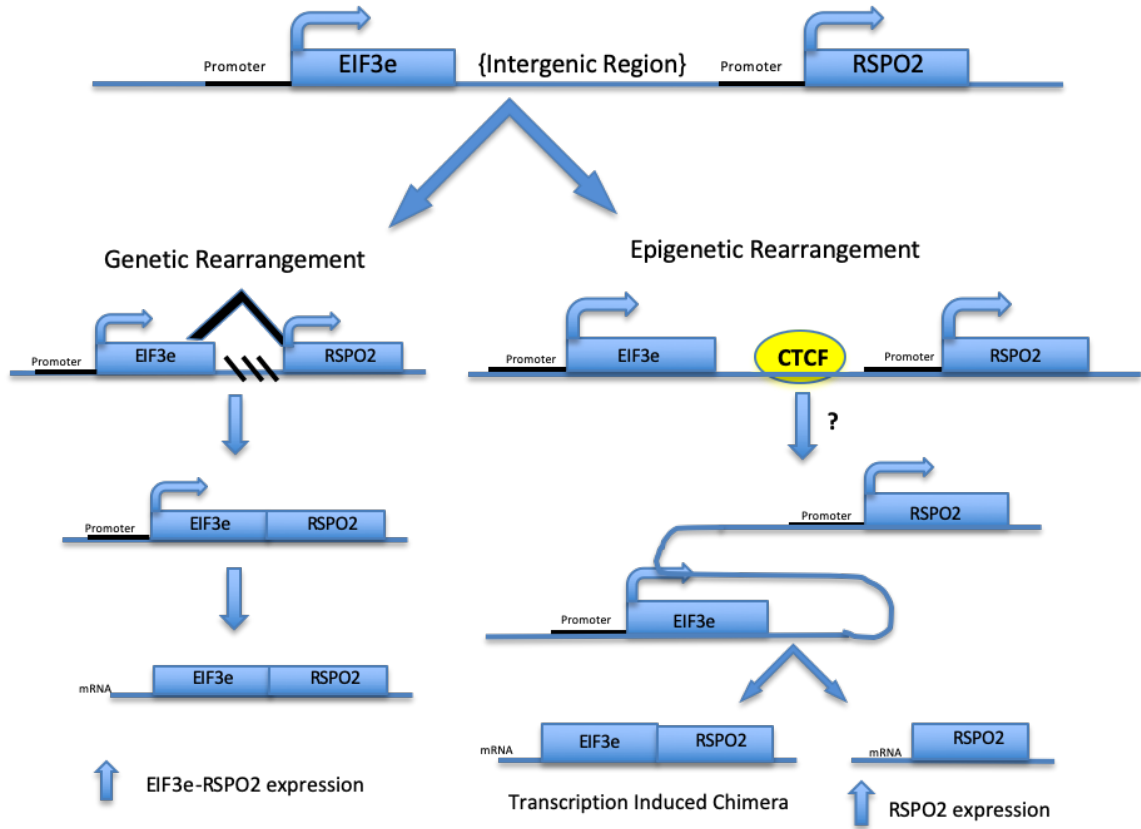 Promoter EIF3e {Intergenic Region} Promoter RSPO2
Genetic Rearrangement
Epigenetic Rearrangement
Promoter EIF3e RSPO2
Promoter EIF3e CTCF Promoter RSPO2
?
Promoter EIF3e RSPO2
Promoter RSPO2
Promoter EIF3e
mRNA EIF3e RSPO2
mRNA EIF3e RSPO2
mRNA RSPO2
EIF3e-RSPO2 expression
Transcription Induced Chimera
RSPO2 expression